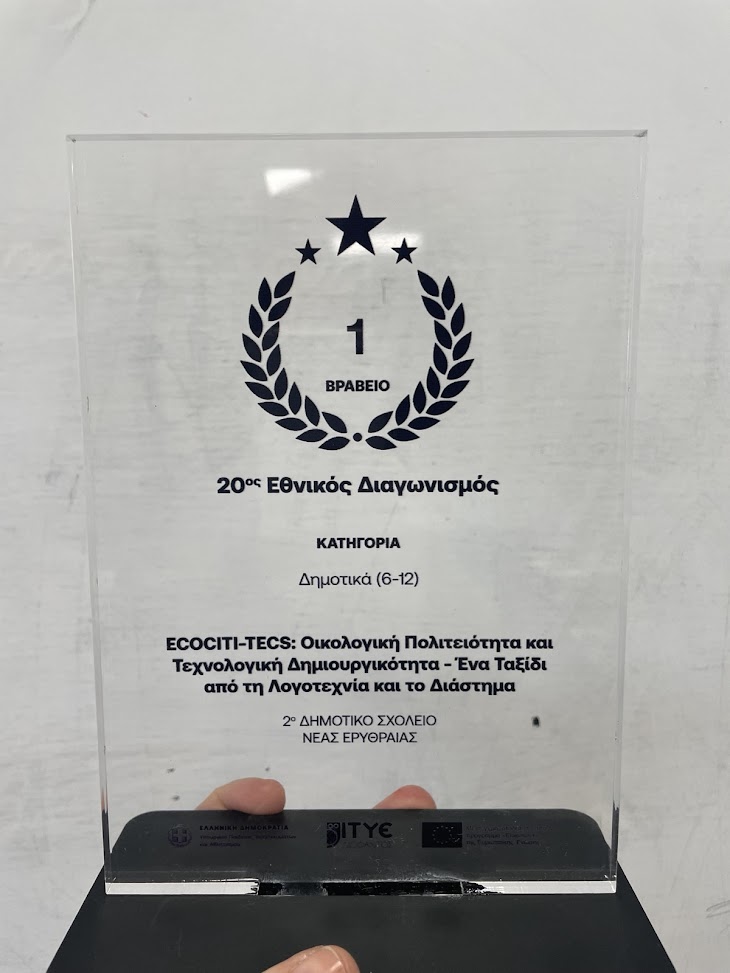 1
ΒΡΑΒΕΙΟ
20ος Εθνικός Διαγωνισμός
ΚΑΤΗΓΟΡΙΑ
Δημοτικά (6-12)
ECOCITI-TECS: Οικολογική Πολιτειότητα και
Τεχνολογική Δημιουργικότητα - Ένα Ταξίδι
από τη Λογοτεχνία και το Διάστημα
2ο ΔΗΜΟΤΙΚΟ ΣΧΟΛΕΙΟ
ΝΕΑΣ ΕΡΥΘΡΑΙΑΣ
ΕΛΛΗΝΙΚΗ ΔΗΜΟΚΡΑΤΙΑ
ΙΤΥΕ